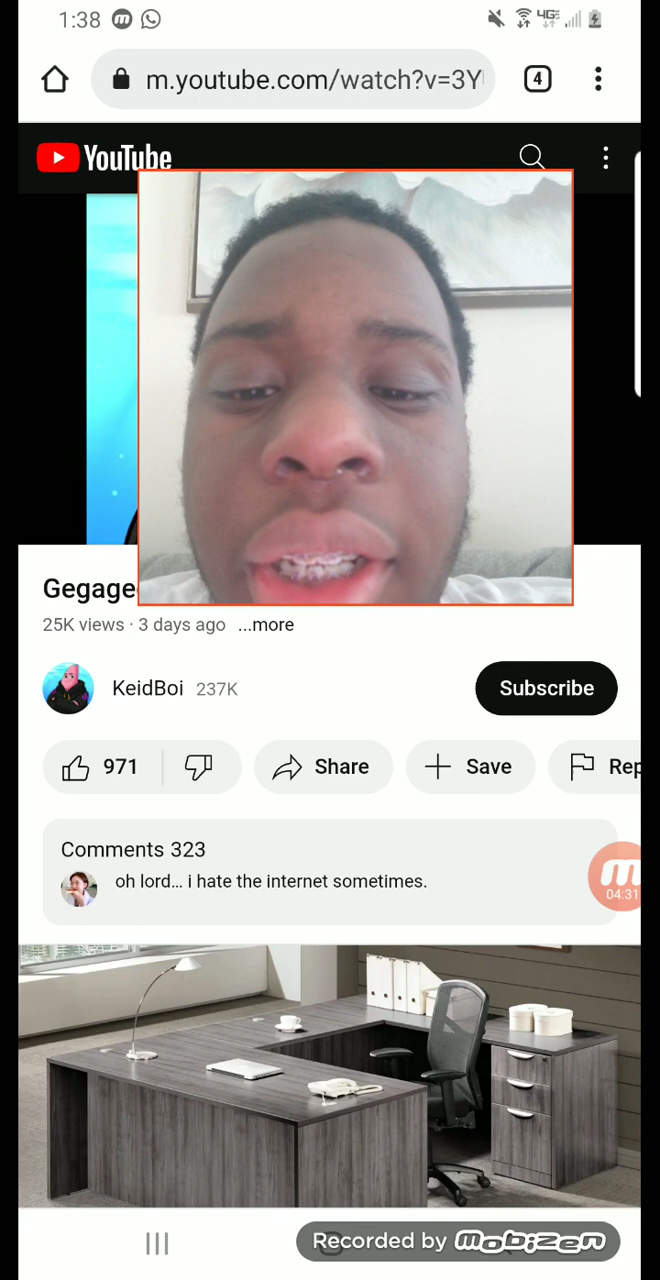 1:38
4GE
4
m.youtube.com/watch?v=3Y
YouTube
Gegage
25K views · 3 days ago ...more
KeidBoi 237K
Subscribe
971
Share
Save
Rep
Comments 323
oh lord... i hate the internet sometimes.
04:31
Recorded by mobizen